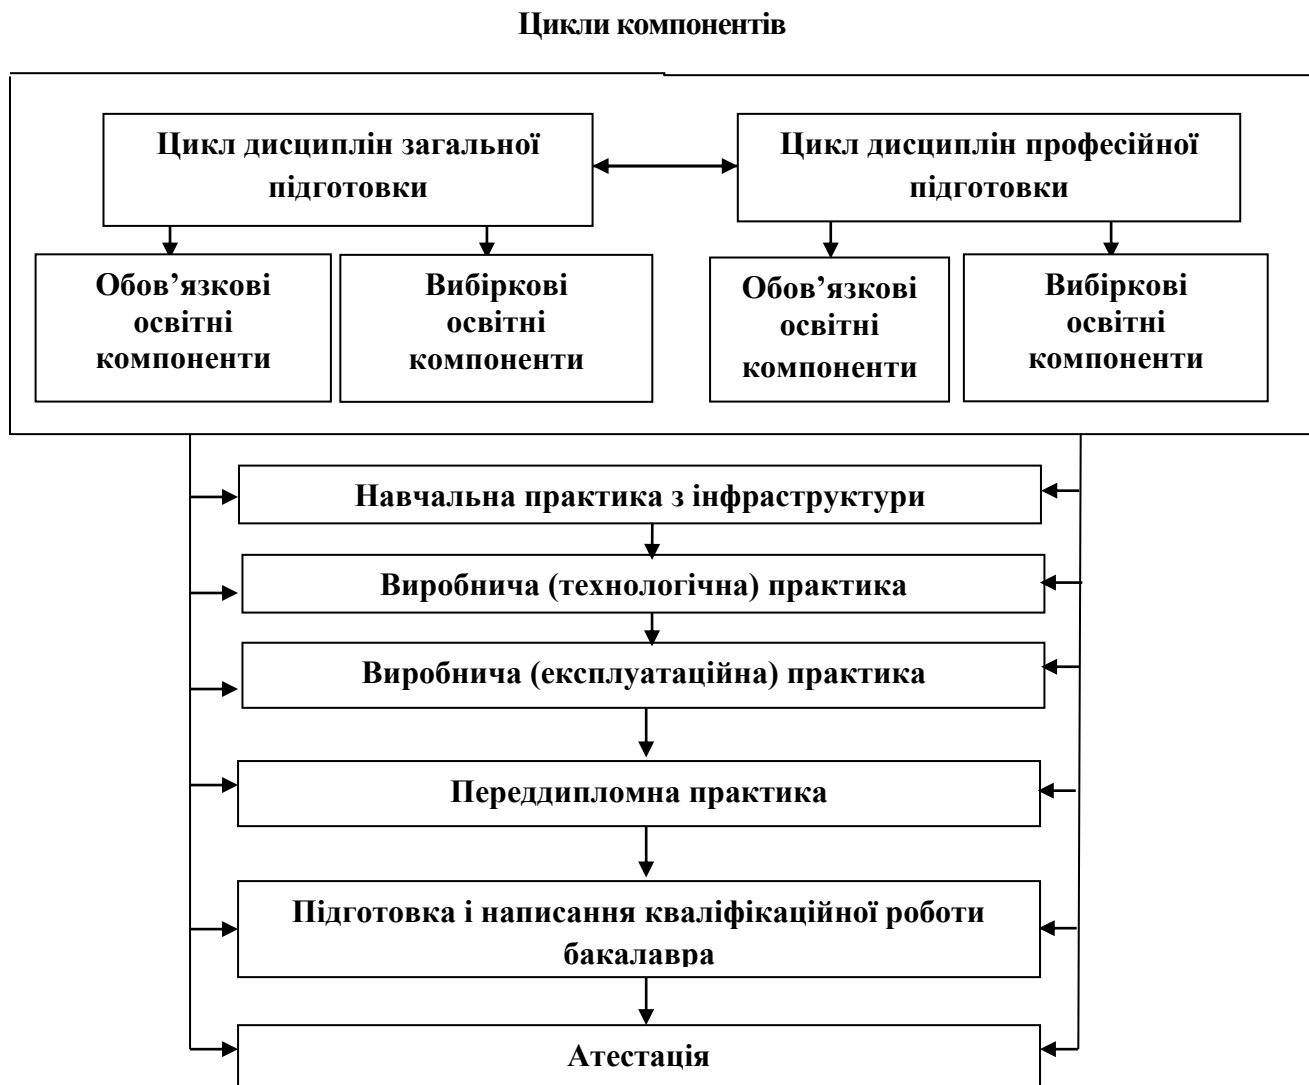 Цикли компонентів
Цикл дисциплін загальної
підготовки
Цикл дисциплін професійної
підготовки
Обов’язкові
освітні
компоненти
Вибіркові
освітні
компоненти
Обов’язкові
освітні
компоненти
Вибіркові
освітні
компоненти
Навчальна практика з інфраструктури
Виробнича (технологічна) практика
Виробнича (експлуатаційна) практика
Переддипломна практика
Підготовка і написання кваліфікаційної роботи
бакалавра
Атестація